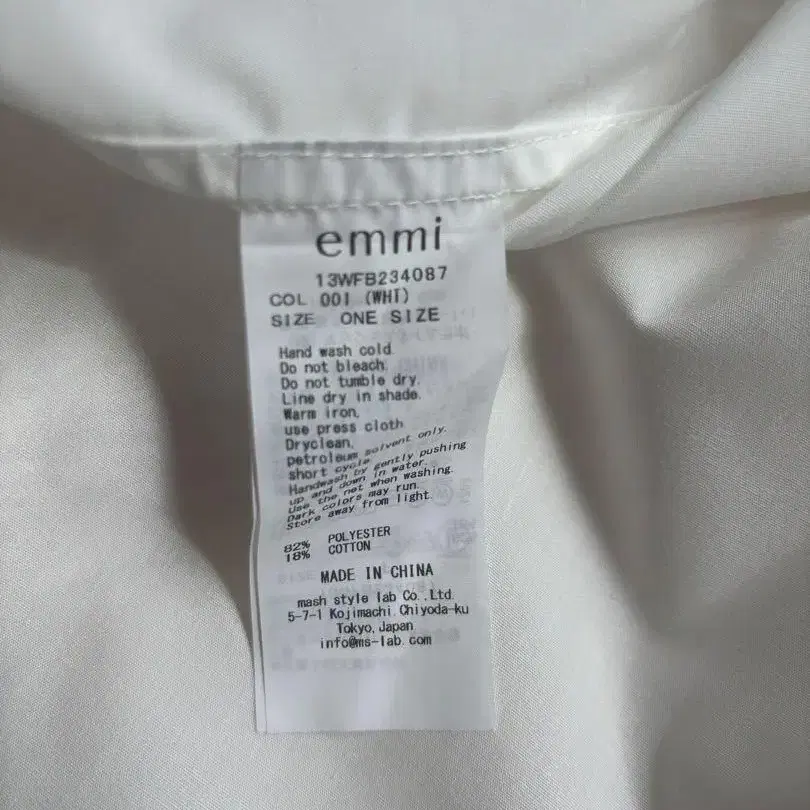 emmi
13WFB234087
COL 001 (WHT)
SIZE ONE SIZE
Hand wash cold.
Do not bleach.
Do not tumble dry.
Line dry in shade.
Warm iron,
use press cloth
Dryclean,
petroleum solvent only.
short cycle
Handwash by gently pushing
up and down in water.
Use the net when washing.
Dark colors may run.
Store away from light.
82% POLYESTER
18% COTTON
MADE IN CHINA
mash style lab Co.,Ltd.
5-7-1 Kojimachi.Chiyoda-ku
Tokyo,Japan
info@ms-lab.com